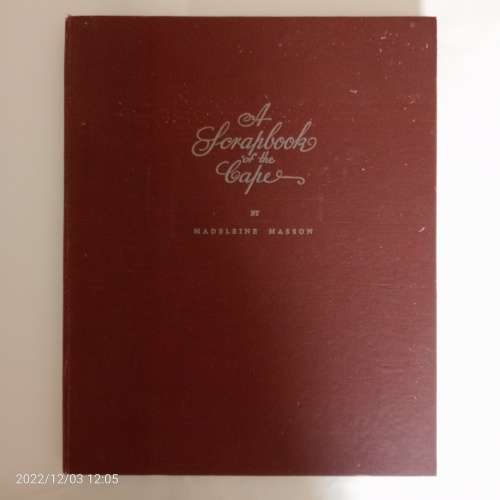 A
Scrapbook
of the
Cape
BY
MADELEINE MASSON
2022/12/03 12:05